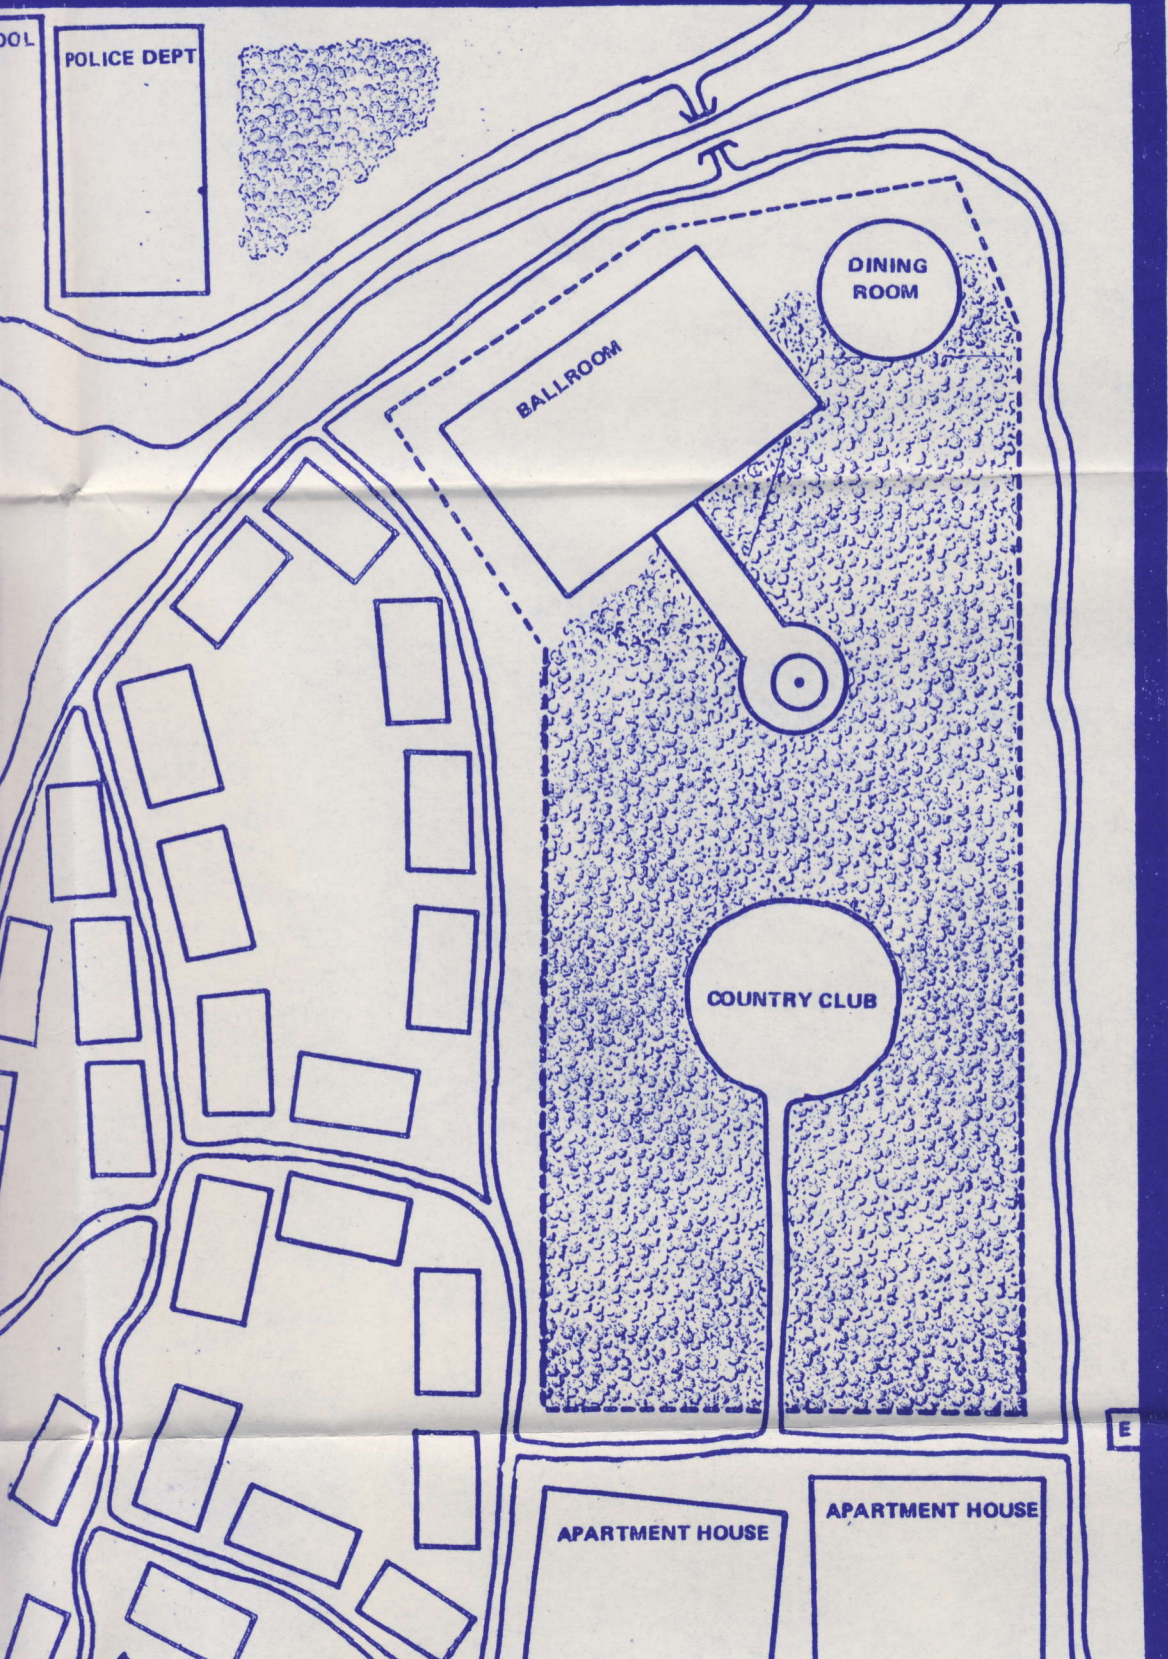 OOL
POLICE DEPT
DINING
ROOM
BALLROOM
COUNTRY CLUB
E
APARTMENT HOUSE
APARTMENT HOUSE